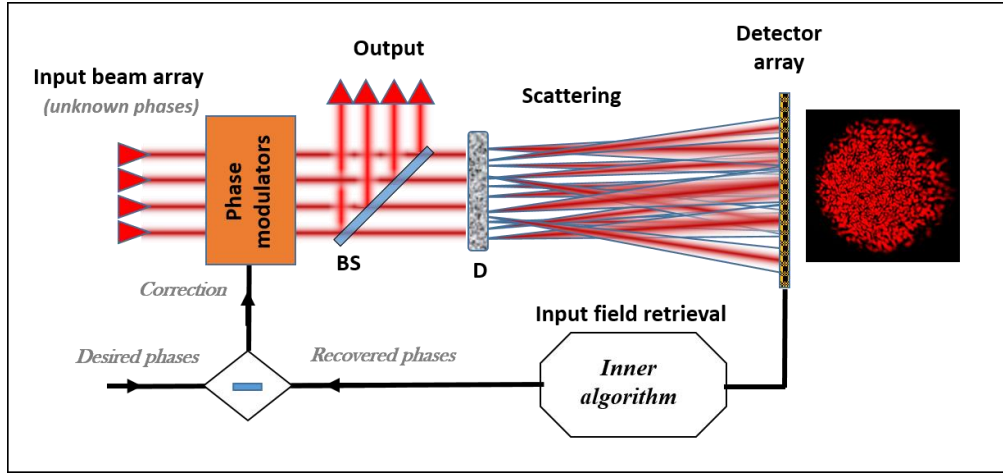 Input beam array
(unknown phases)
Output
Scattering
Detector
array
Phase
modulators
BS
D
Correction
Input field retrieval
Desired phases
Recovered phases
Inner
algorithm